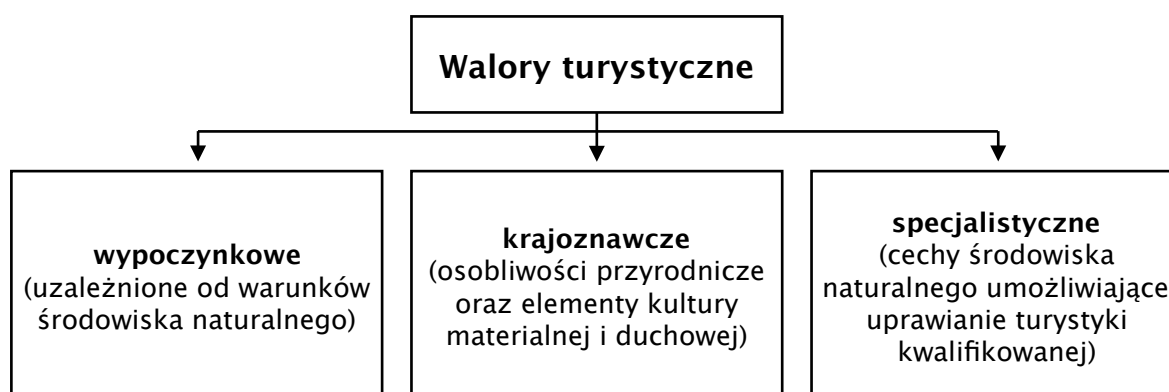 Walory turystyczne
wypoczynkowe
(uzależnione od warunków
środowiska naturalnego)
krajoznawcze
(osobliwości przyrodnicze
oraz elementy kultury
materialnej i duchowej)
specjalistyczne
(cechy środowiska
naturalnego umożliwiające
uprawianie turystyki
kwalifikowanej)